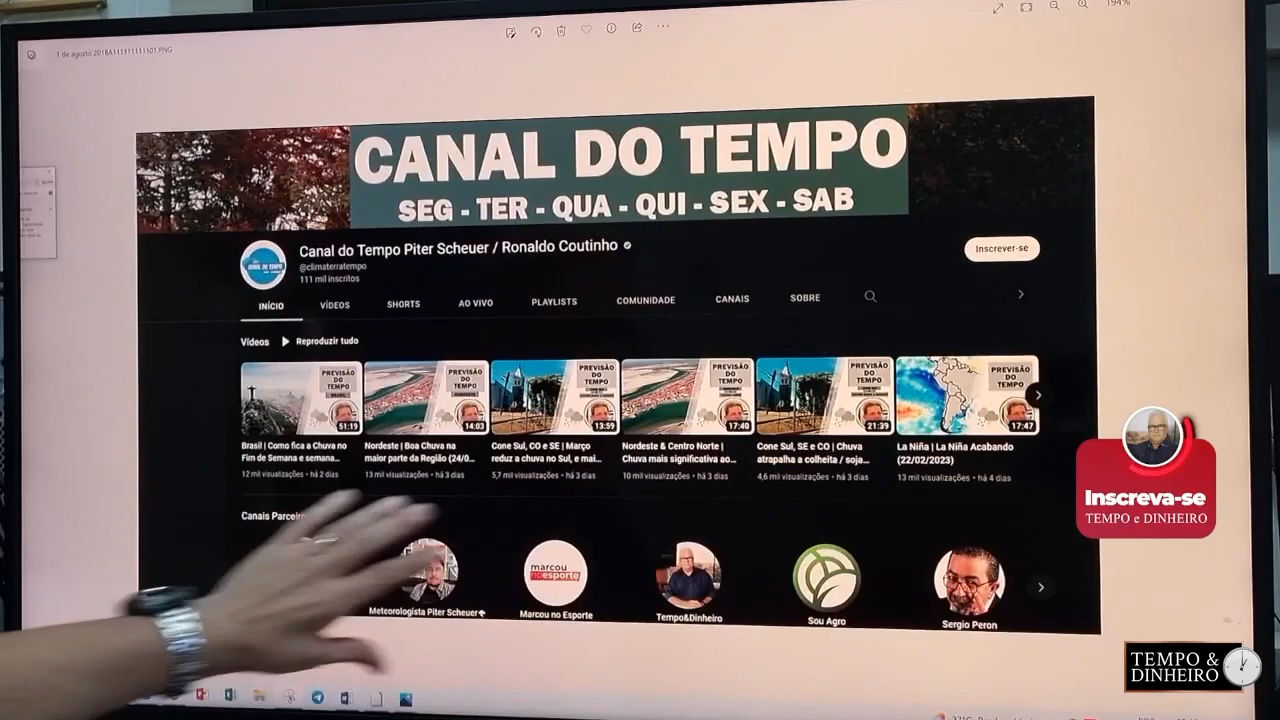 194%
1 de agosto 2018A111111111101.PNG
CANAL DO TEMPO
SEG - TER - QUA - QUI - SEX - SAB
Canal do Tempo Piter Scheuer / Ronaldo Coutinho
@climaterratempo
111 mil inscritos
Inscrever-se
INÍCIO VÍDEOS SHORTS AO VIVO PLAYLISTS COMUNIDADE CANAIS SOBRE
Vídeos Reproduzir tudo
PREVISÃO DO TEMPO BRASIL 51:19
PREVISÃO DO TEMPO NORDESTE 14:03
PREVISÃO DO TEMPO 13:59
PREVISÃO DO TEMPO 17:40
PREVISÃO DO TEMPO 21:39
PREVISÃO DO TEMPO 17:47
Brasil | Como fica a Chuva no
Fim de Semana e semana...
12 mil visualizações • há 2 dias
Nordeste | Boa Chuva na
maior parte da Região (24/0...
13 mil visualizações • há 3 dias
Cone Sul, CO e SE | Março
reduz a chuva no Sul, e mai...
5,7 mil visualizações • há 3 dias
Nordeste & Centro Norte |
Chuva mais significativa ao...
10 mil visualizações • há 3 dias
Cone Sul, SE e CO | Chuva
atrapalha a colheita / soja...
4,6 mil visualizações • há 3 dias
La Niña | La Niña Acabando
(22/02/2023)
13 mil visualizações • há 4 dias
Inscreva-se
TEMPO e DINHEIRO
Canais Parceiro
marcou
noesporte
Meteorologista Piter Scheuer
Marcou no Esporte
Tempo&Dinheiro
Sou Agro
Sergio Peron
TEMPO &
DINHEIRO